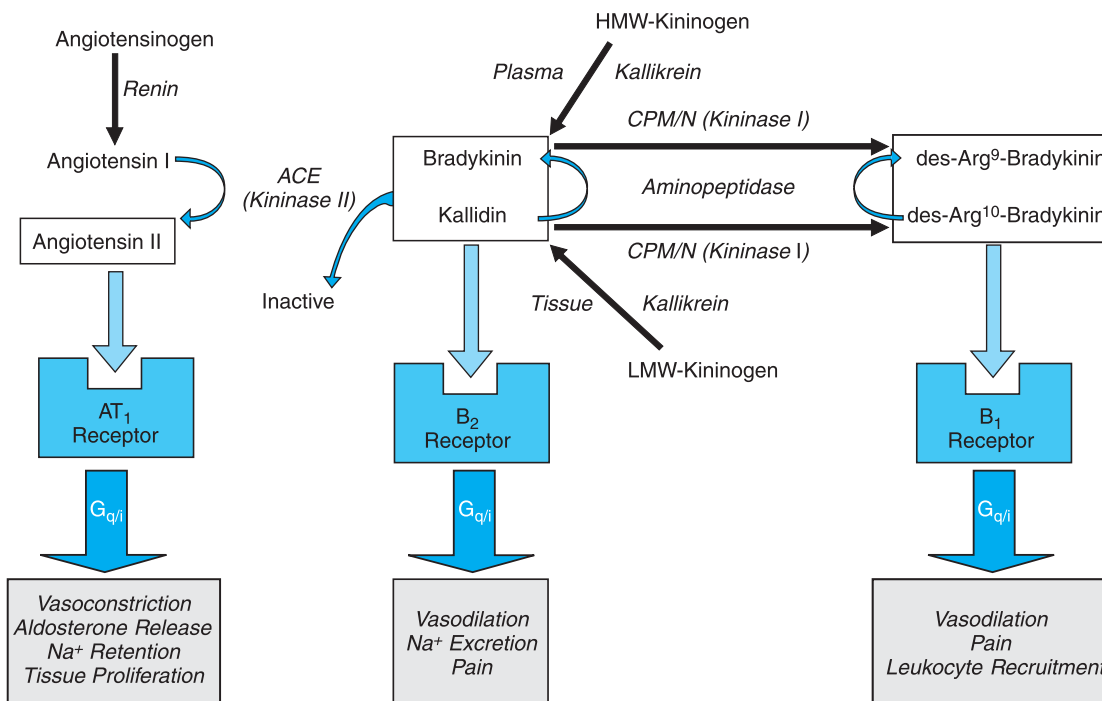 HMW-Kininogen
Angiotensinogen
Plasma Kallikrein
Renin
CPM/N (Kininase I)
Angiotensin I
ACE
(Kininase II)
Bradykinin
Aminopeptidase
des-Arg⁹-Bradykinin
Kallidin
des-Arg¹⁰-Bradykinin
Angiotensin II
CPM/N (Kininase I)
Inactive
Tissue Kallikrein
LMW-Kininogen
AT₁
Receptor
B₂
Receptor
B₁
Receptor
Gq/i
Gq/i
Gq/i
Vasoconstriction
Aldosterone Release
Na⁺ Retention
Tissue Proliferation
Vasodilation
Na⁺ Excretion
Pain
Vasodilation
Pain
Leukocyte Recruitment